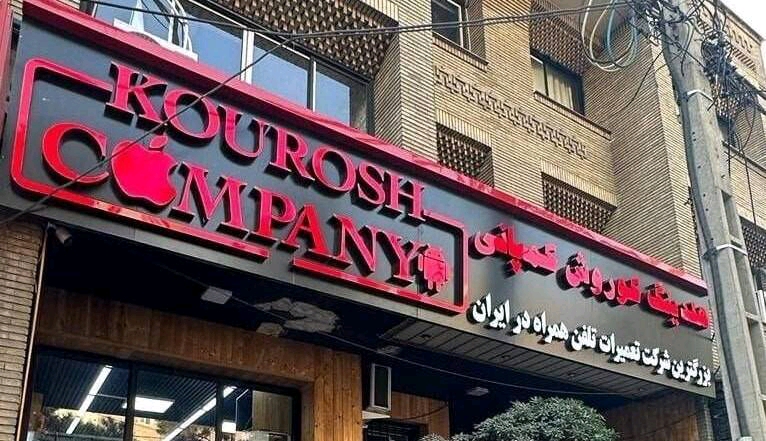 KOUROSH
COMPANY
هلدینگ کوروش کمپانی
بزرگترین شرکت تعمیرات تلفن همراه در ایران